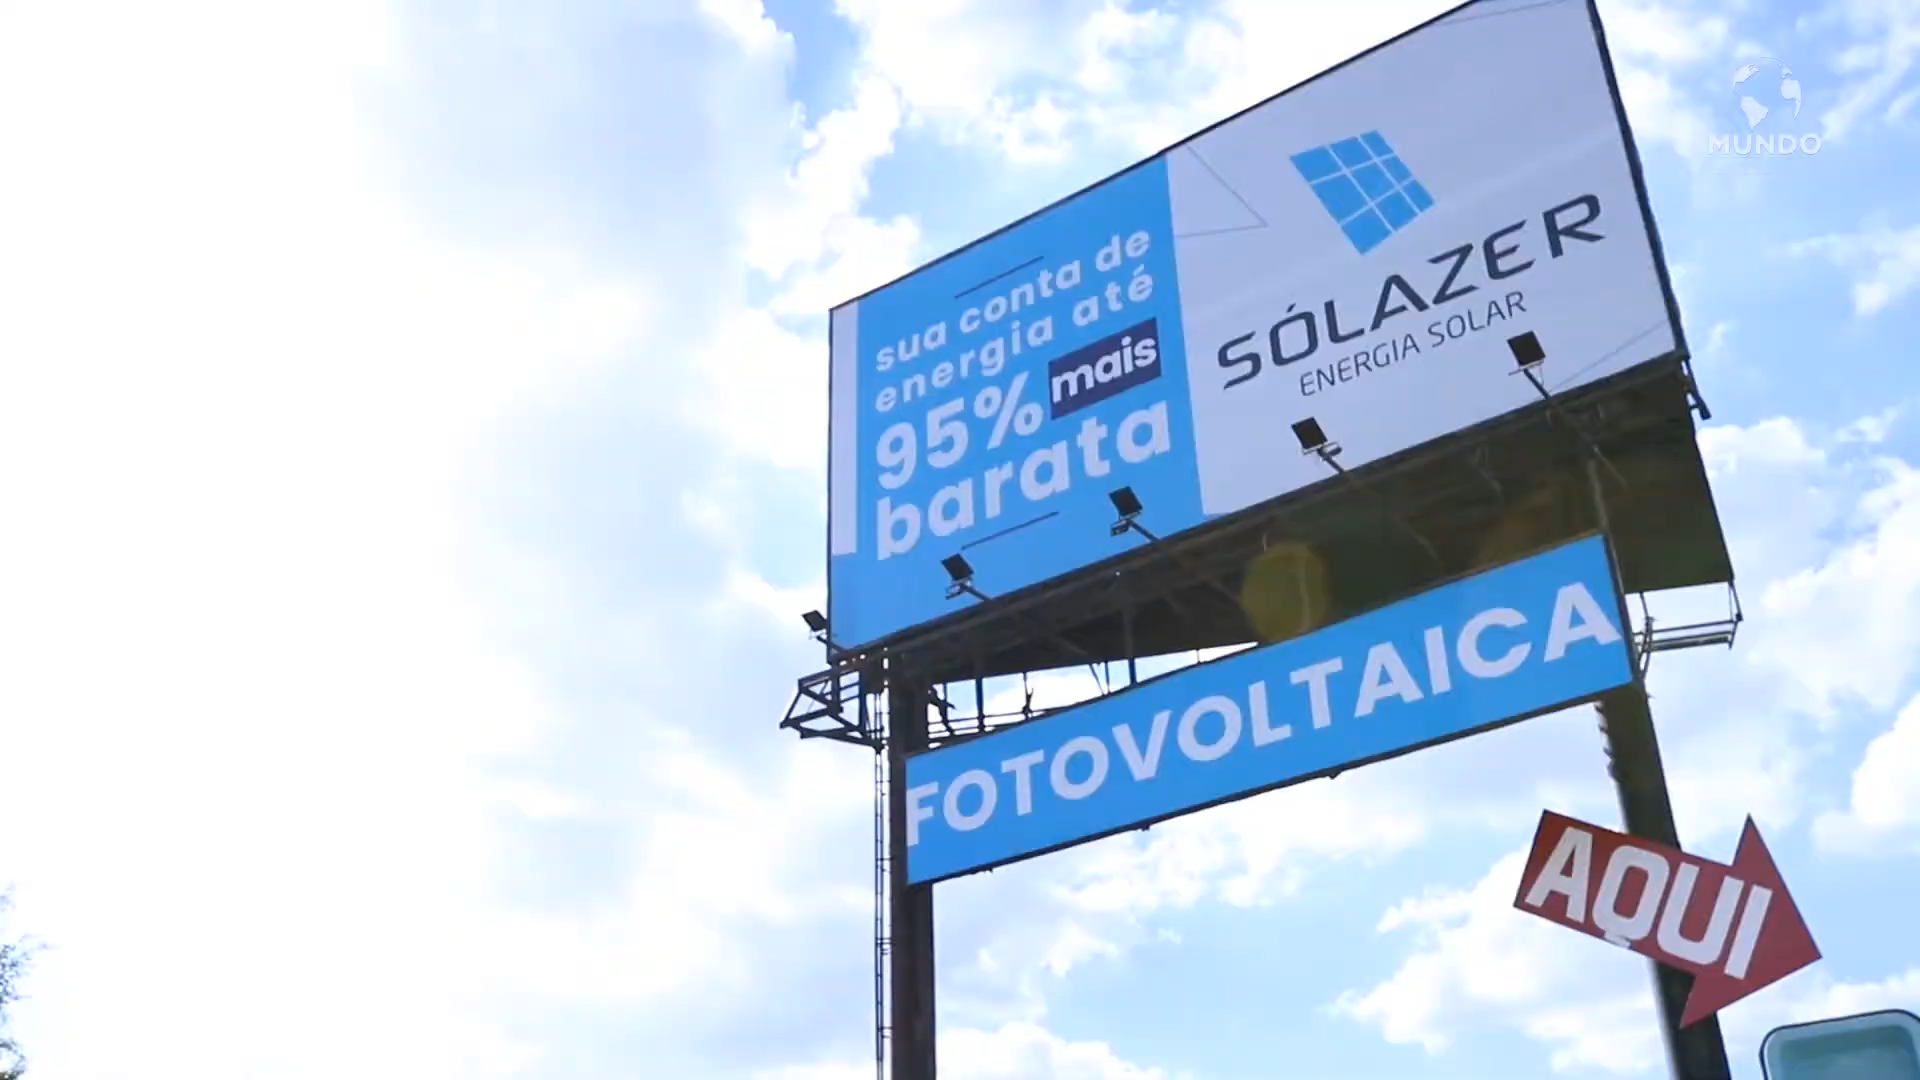 MUNDO
sua conta de
energia até
95% mais
barata
SÓLAZER
ENERGIA SOLAR
FOTOVOLTAICA
AQUI